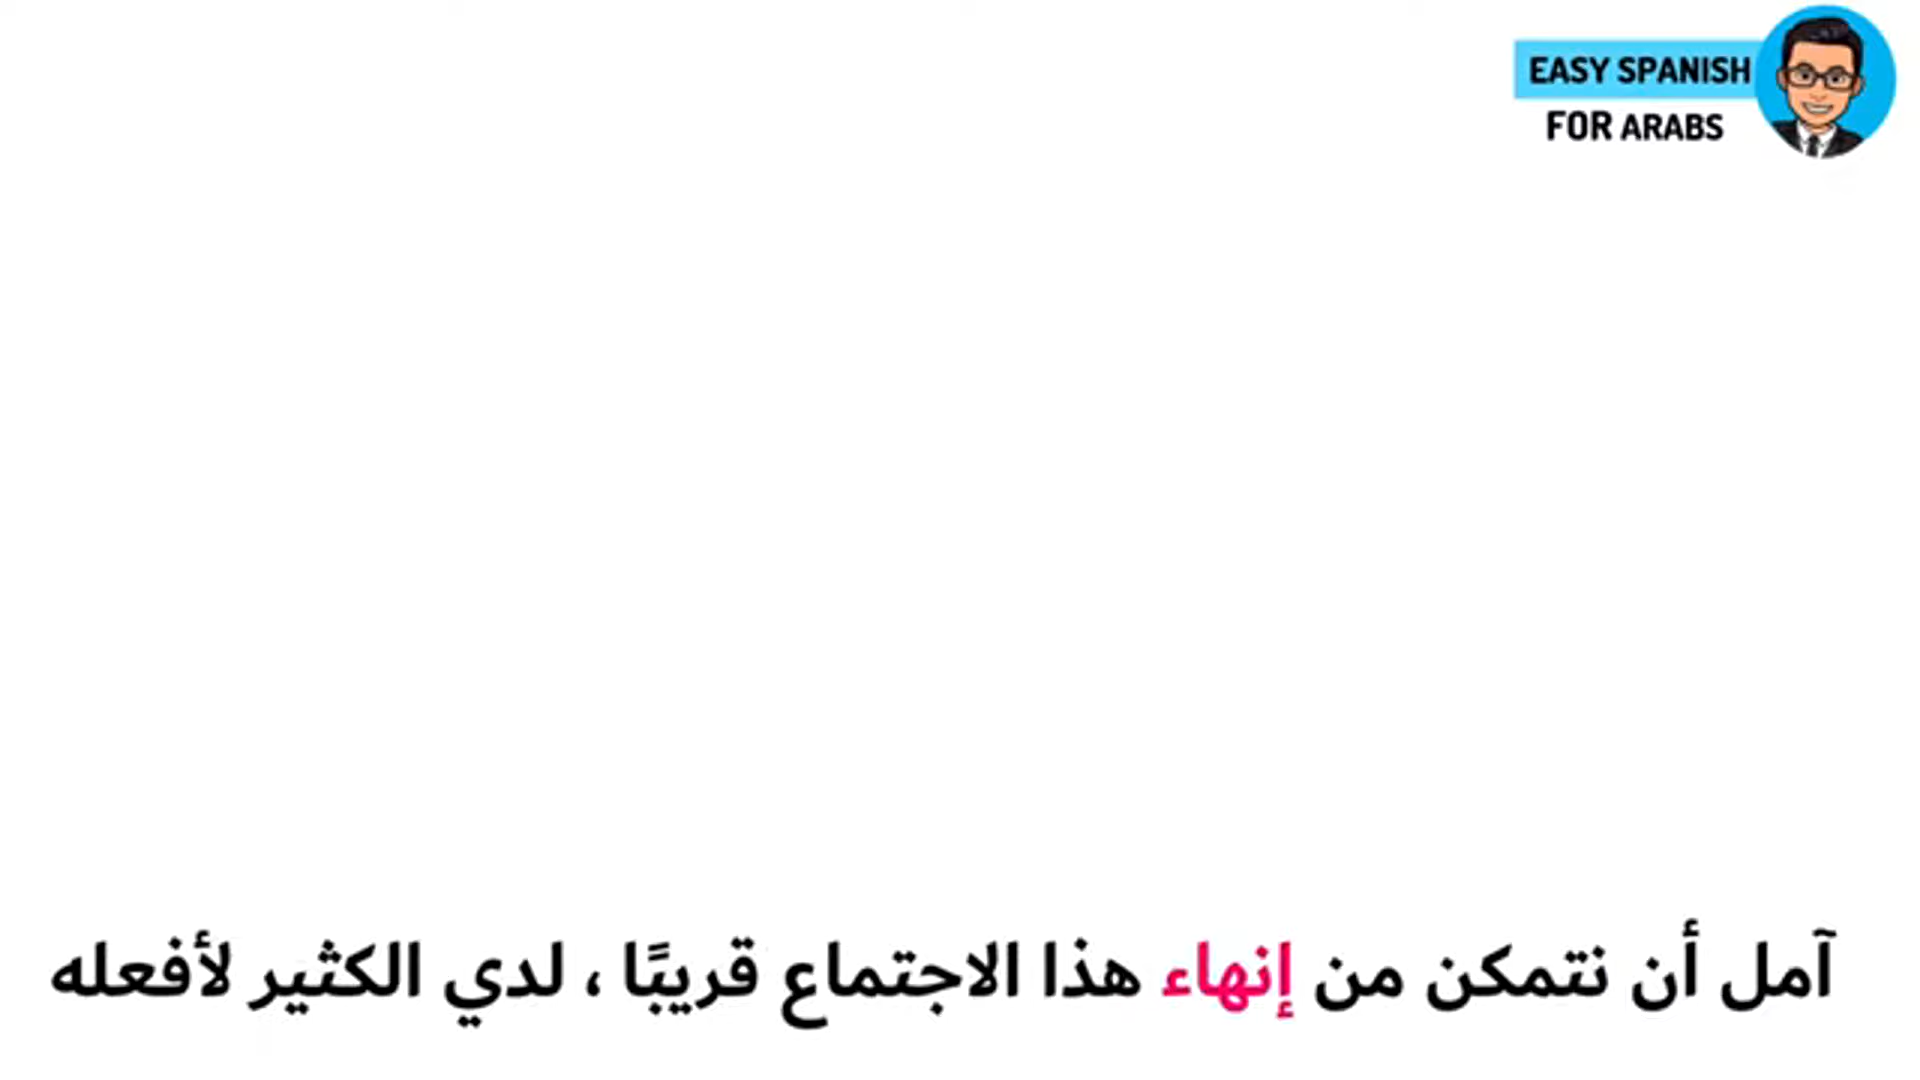 EASY SPANISH
FOR ARABS
آمل أن نتمكن من إنهاء هذا الاجتماع قريبًا ، لدي الكثير لأفعله